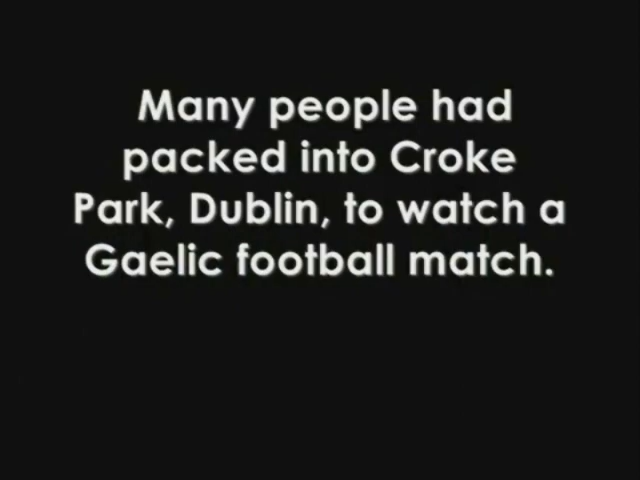 Many people had
packed into Croke
Park, Dublin, to watch a
Gaelic football match.